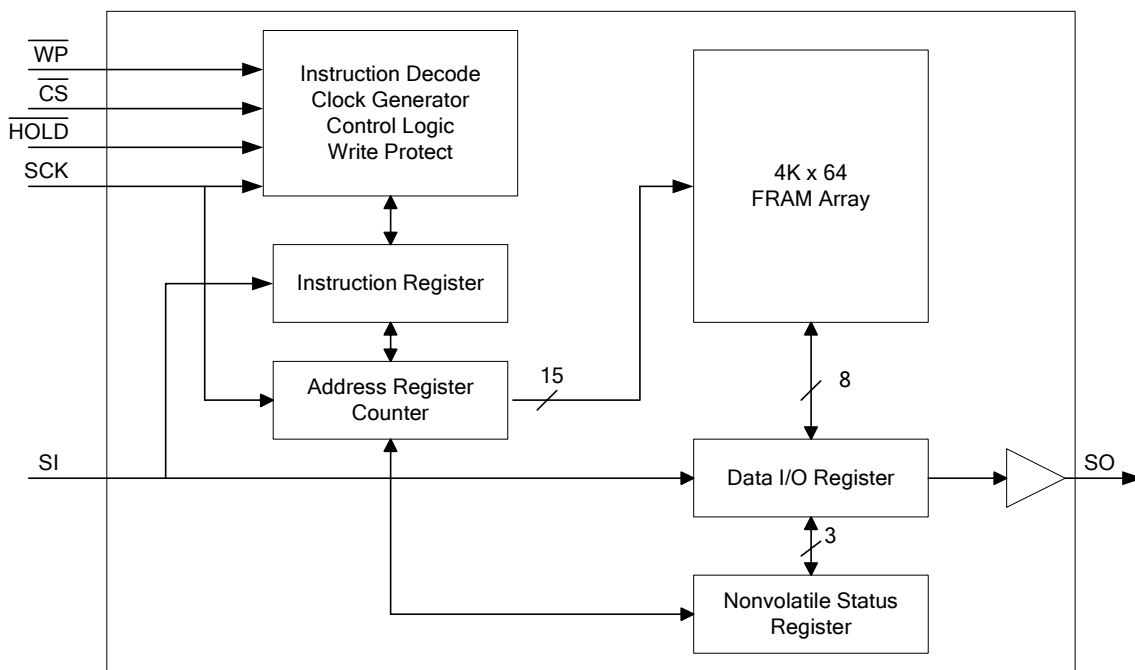 WP
CS
HOLD
SCK
Instruction Decode
Clock Generator
Control Logic
Write Protect
4K x 64
FRAM Array
Instruction Register
Address Register
Counter
15
8
SI
Data I/O Register
SO
3
Nonvolatile Status
Register